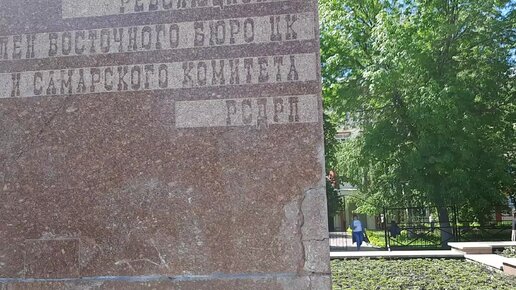 ЛЕН ВОСТОЧНОГО БЮРО ЦК
И САМАРСКОГО КОМИТЕТА
РСДРП